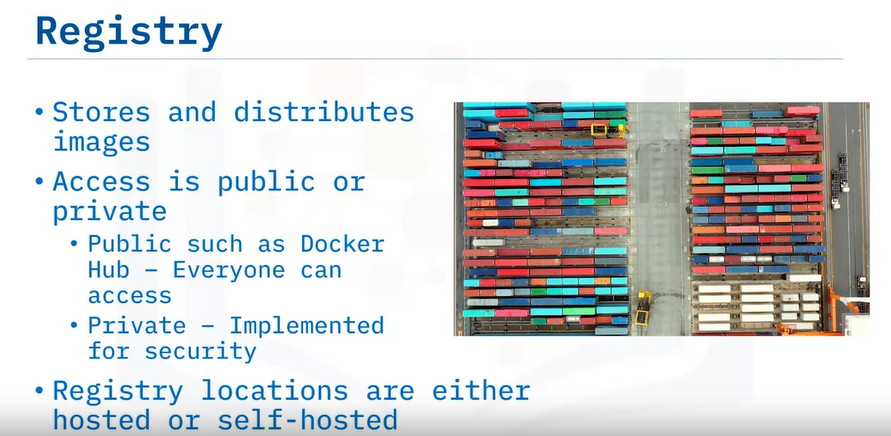 Registry
• Stores and distributes
images
• Access is public or
private
• Public such as Docker
Hub – Everyone can
access
• Private – Implemented
for security
• Registry locations are either
hosted or self-hosted